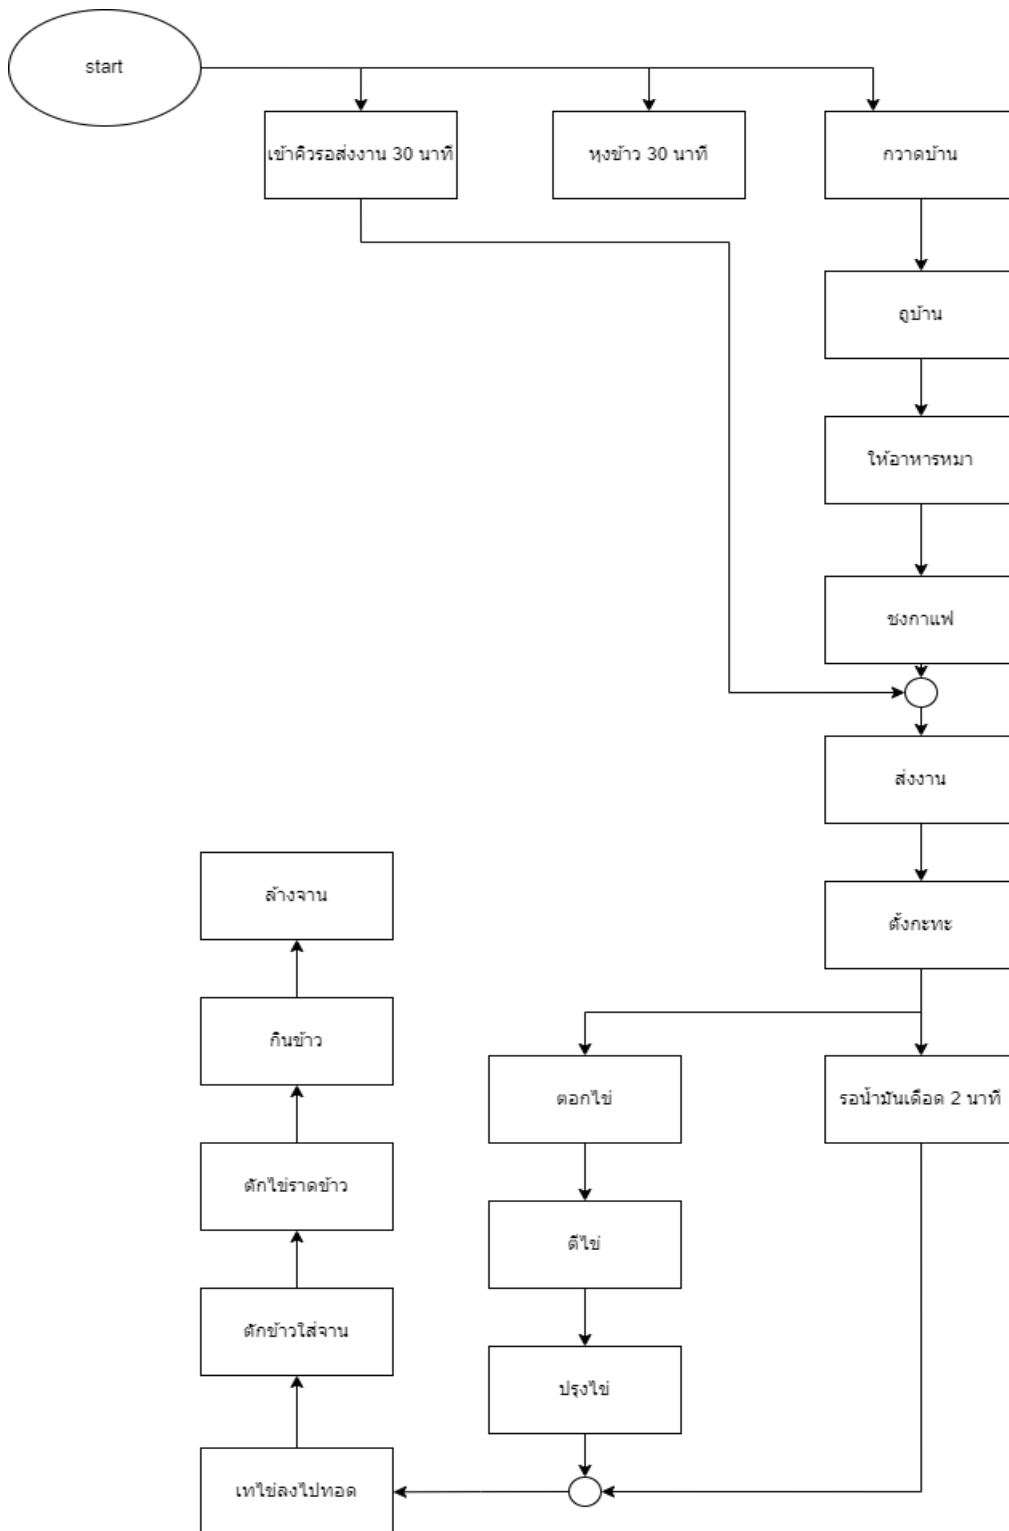 start
เข้าคิวรอส่งงาน 30 นาที
หุงข้าว 30 นาที
กวาดบ้าน
ถูบ้าน
ให้อาหารหมา
ชงกาแฟ
ส่งงาน
ตั้งกะทะ
ตอกไข่
รอน้ำมันเดือด 2 นาที
ตีไข่
ปรุงไข่
เทไข่ลงไปทอด
ตักข้าวใส่จาน
ตักไข่ราดข้าว
กินข้าว
ล้างจาน